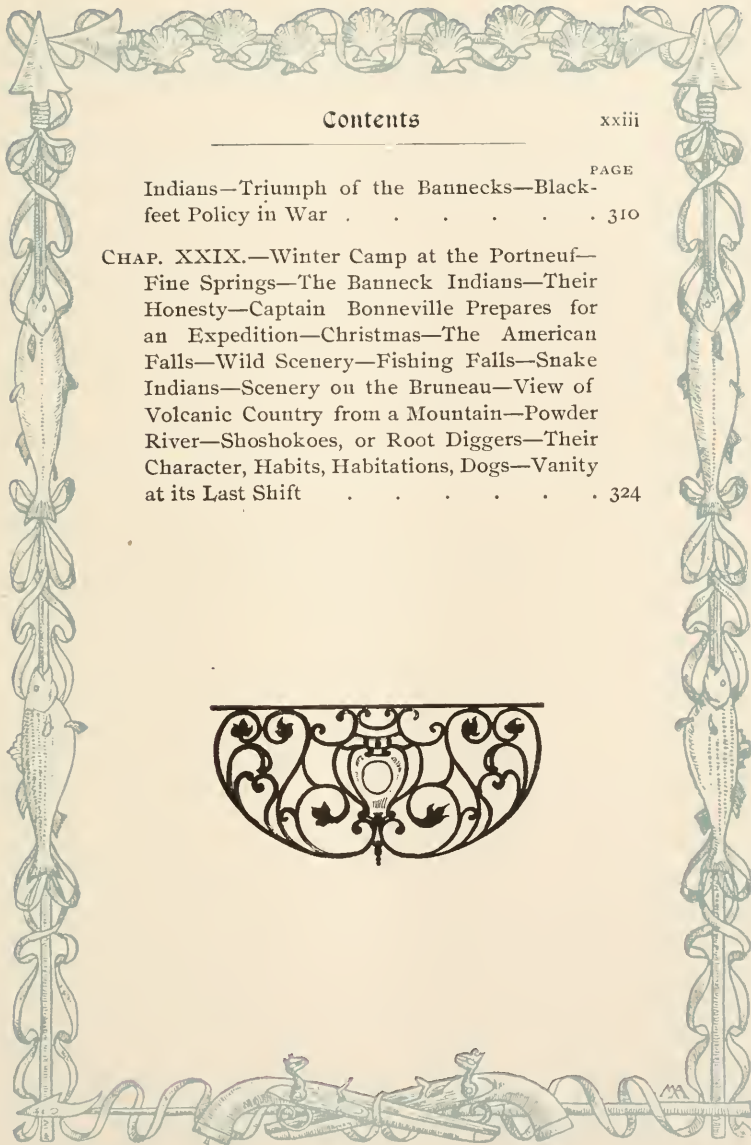 Contents xxiii
PAGE
Indians—Triumph of the Bannecks—Black-
feet Policy in War . . . . . . 310
CHAP. XXIX.—Winter Camp at the Portneuf—
Fine Springs—The Banneck Indians—Their
Honesty—Captain Bonneville Prepares for
an Expedition—Christmas—The American
Falls—Wild Scenery—Fishing Falls—Snake
Indians—Scenery on the Bruneau—View of
Volcanic Country from a Mountain—Powder
River—Shoshokoes, or Root Diggers—Their
Character, Habits, Habitations, Dogs—Vanity
at its Last Shift . . . . . . 324